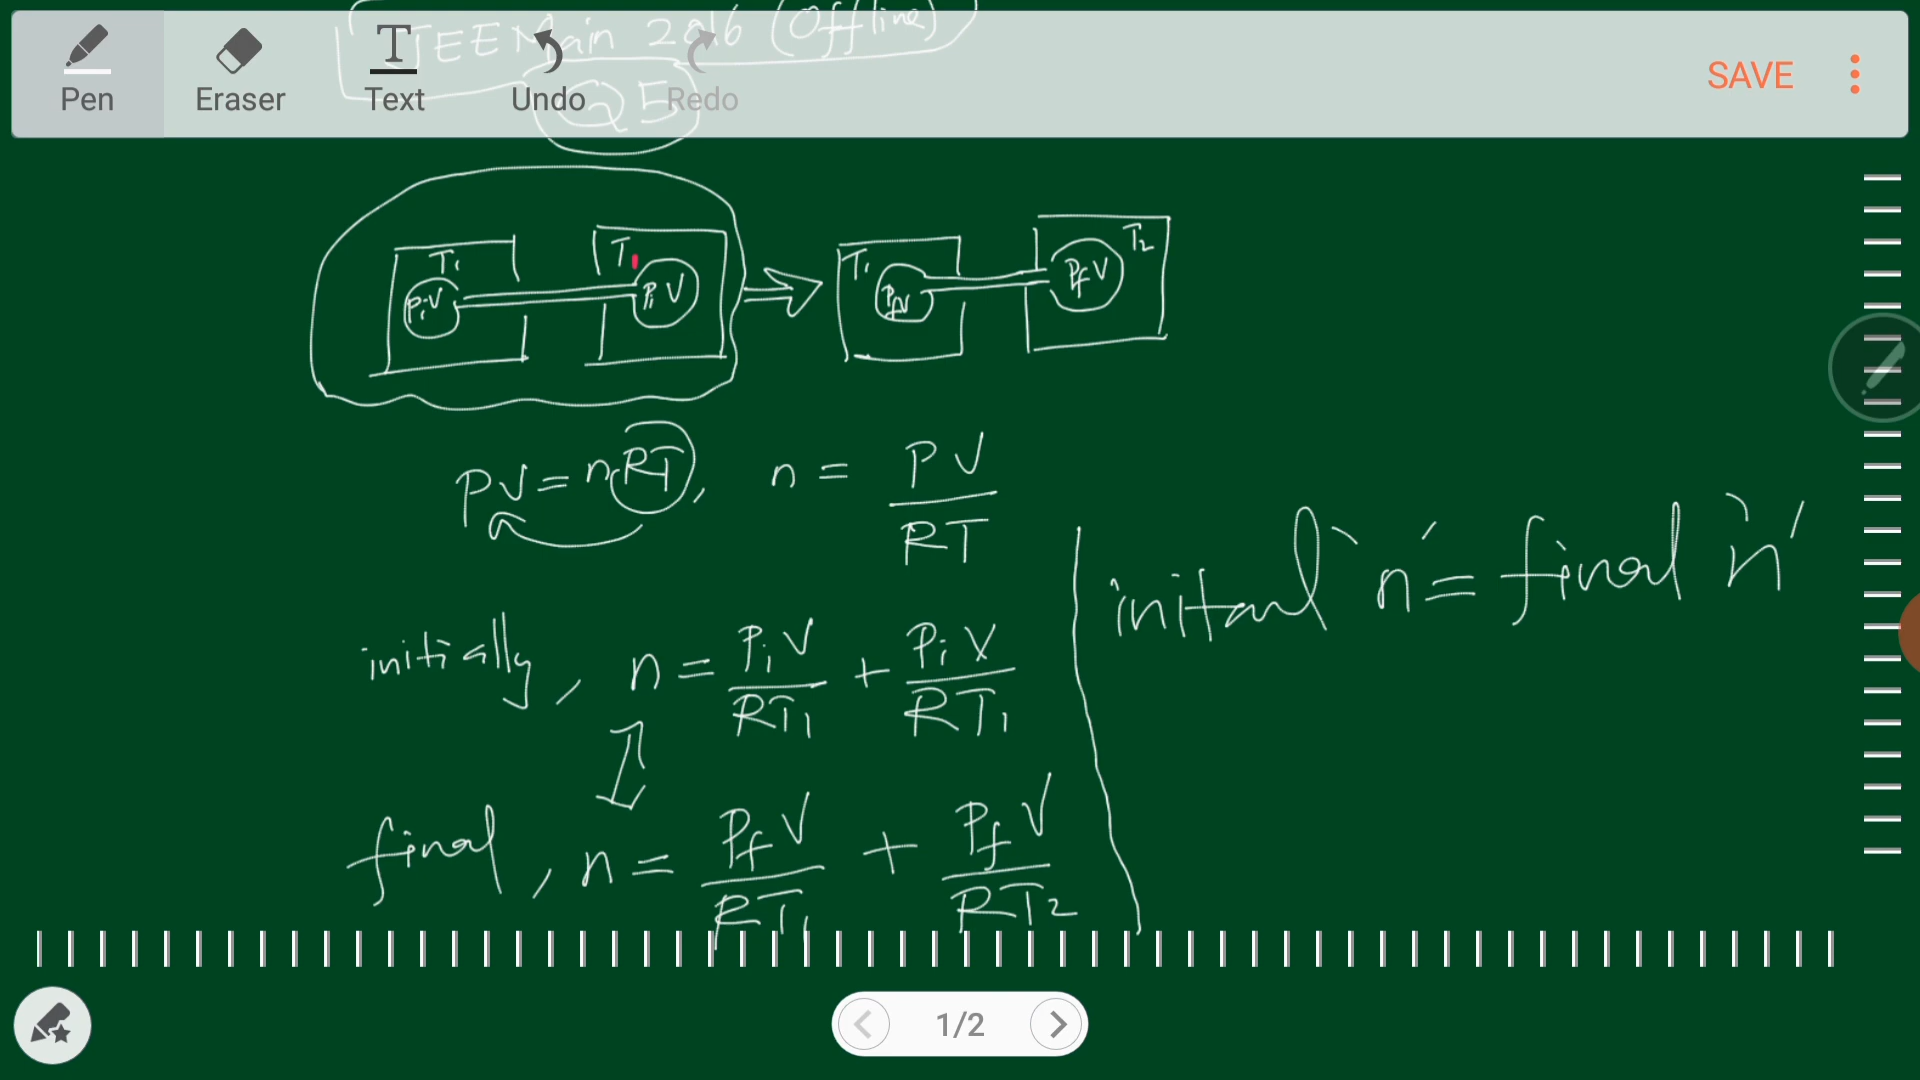 JEE Main 2016 (Offline)
Pen Eraser Text Undo Redo SAVE
Q5
T₁ T₁ T₁ T₂
PᵢV PᵢV ⇒ PfV PfV
PV = nRT, n = PV/RT
initial 'n' = final 'n'
initially, n = PᵢV/RT₁ + PᵢV/RT₁
final, n = PfV/RT₁ + PfV/RT₂
1/2